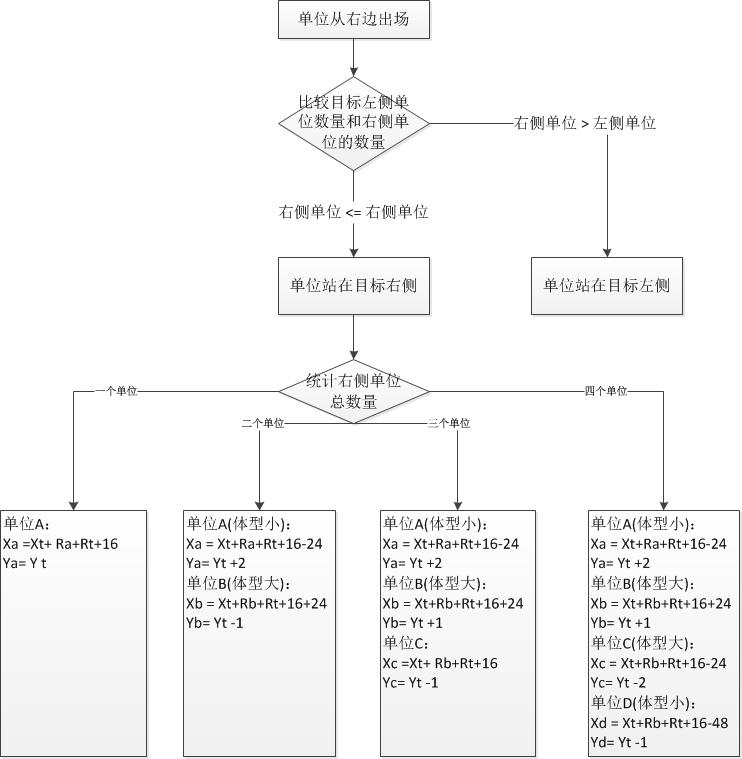 单位从右边出场
比较目标左侧单
位数量和右侧单
位的数量
右侧单位 > 左侧单位
右侧单位 <= 右侧单位
单位站在目标右侧
单位站在目标左侧
统计右侧单位
总数量
一个单位
二个单位
三个单位
四个单位
单位A：
Xa =Xt+ Ra+Rt+16
Ya= Y t
单位A(体型小)：
Xa = Xt+Ra+Rt+16-24
Ya= Yt +2
单位B(体型大)：
Xb = Xt+Rb+Rt+16+24
Yb= Yt -1
单位A(体型小)：
Xa = Xt+Ra+Rt+16-24
Ya= Yt +2
单位B(体型大)：
Xb = Xt+Rb+Rt+16+24
Yb= Yt +1
单位C：
Xc =Xt+ Rb+Rt+16
Yc= Yt -1
单位A(体型小)：
Xa = Xt+Ra+Rt+16-24
Ya= Yt +2
单位B(体型大)：
Xb = Xt+Rb+Rt+16+24
Yb= Yt +1
单位C(体型大)：
Xc = Xt+Rb+Rt+16-24
Yc= Yt -2
单位D(体型小)：
Xd = Xt+Rb+Rt+16-48
Yd= Yt -1